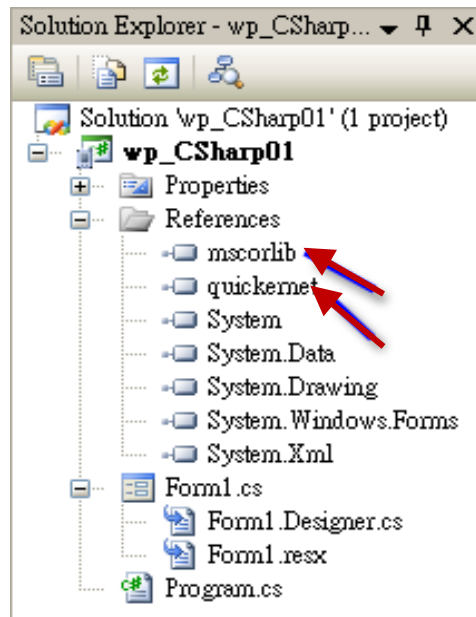 Solution Explorer - wp_CSharp...
Solution 'wp_CSharp01' (1 project)
wp_CSharp01
Properties
References
mscorlib
quickernet
System
System.Data
System.Drawing
System.Windows.Forms
System.Xml
Form1.cs
Form1.Designer.cs
Form1.resx
Program.cs